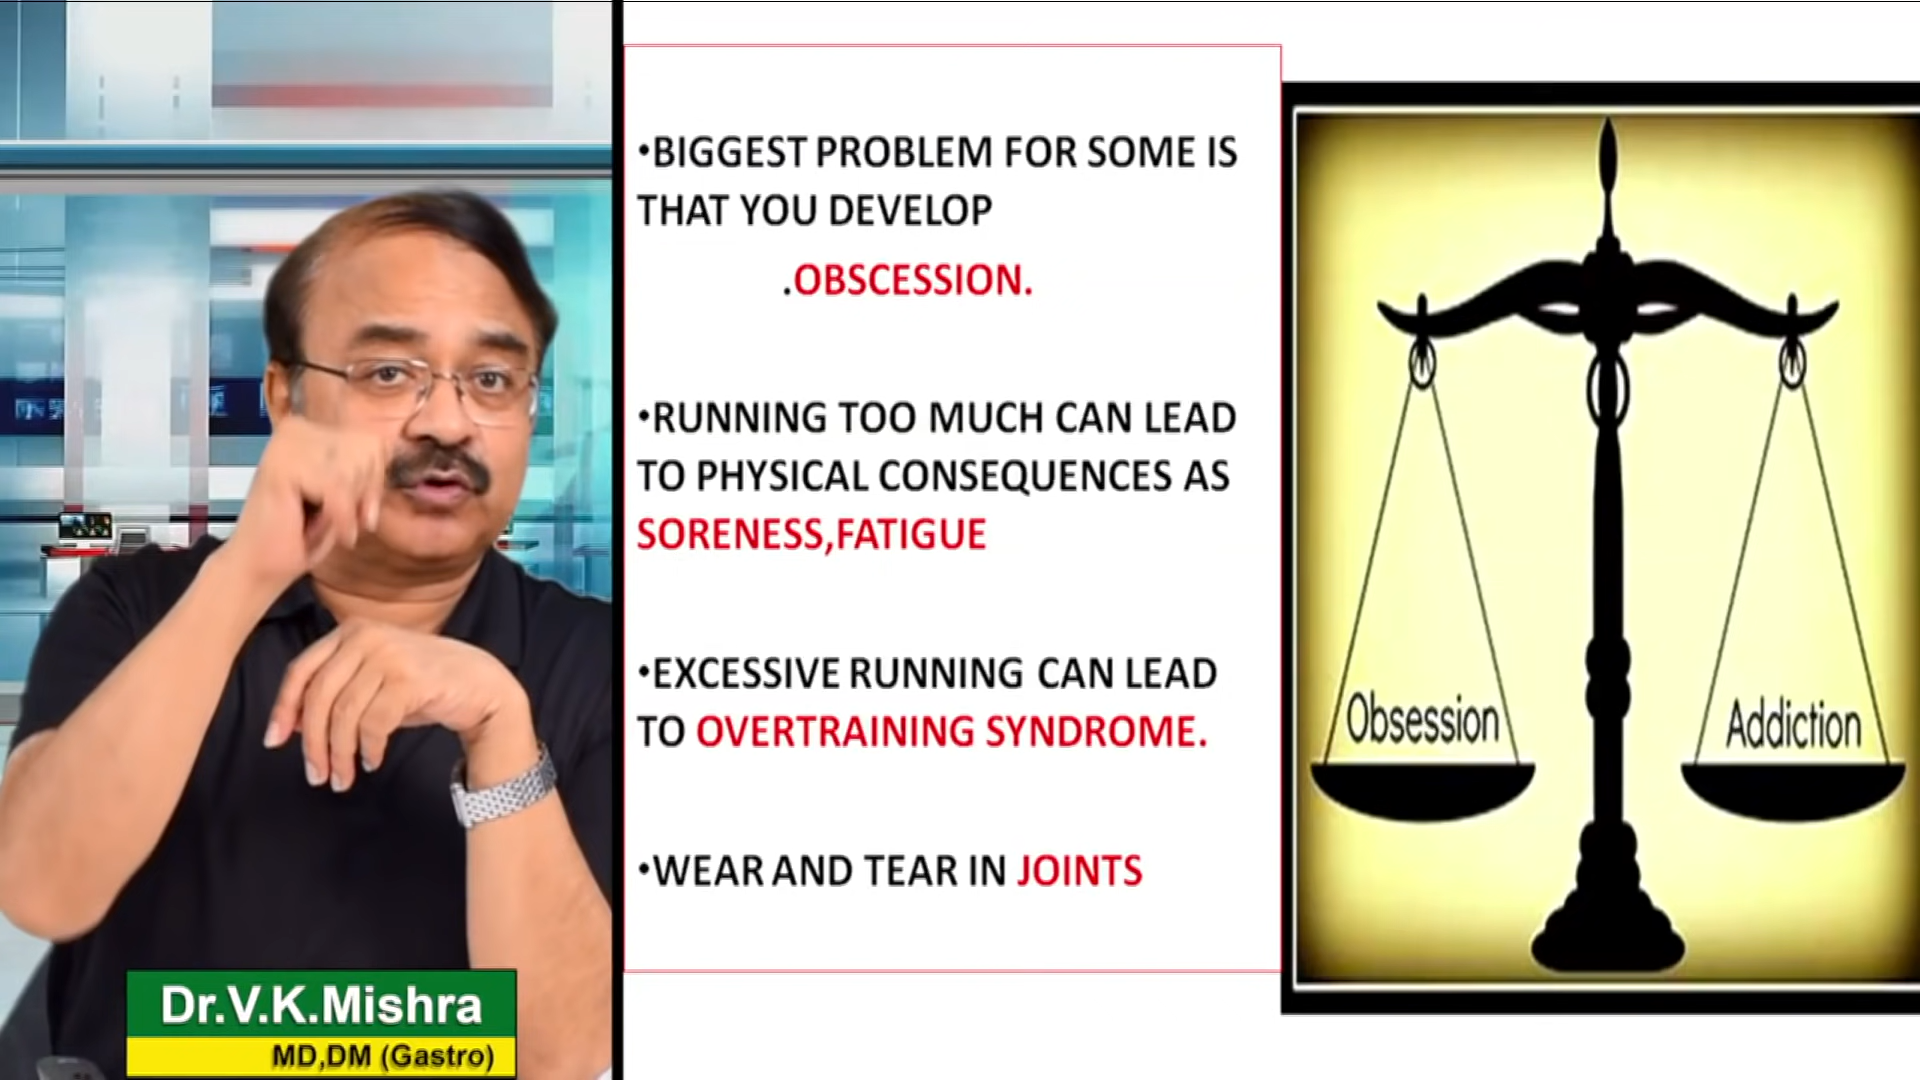 •BIGGEST PROBLEM FOR SOME IS
THAT YOU DEVELOP
.OBSCESSION.
•RUNNING TOO MUCH CAN LEAD
TO PHYSICAL CONSEQUENCES AS
SORENESS,FATIGUE
•EXCESSIVE RUNNING CAN LEAD
TO OVERTRAINING SYNDROME.
•WEAR AND TEAR IN JOINTS
Obsession
Addiction
Dr.V.K.Mishra
MD,DM (Gastro)